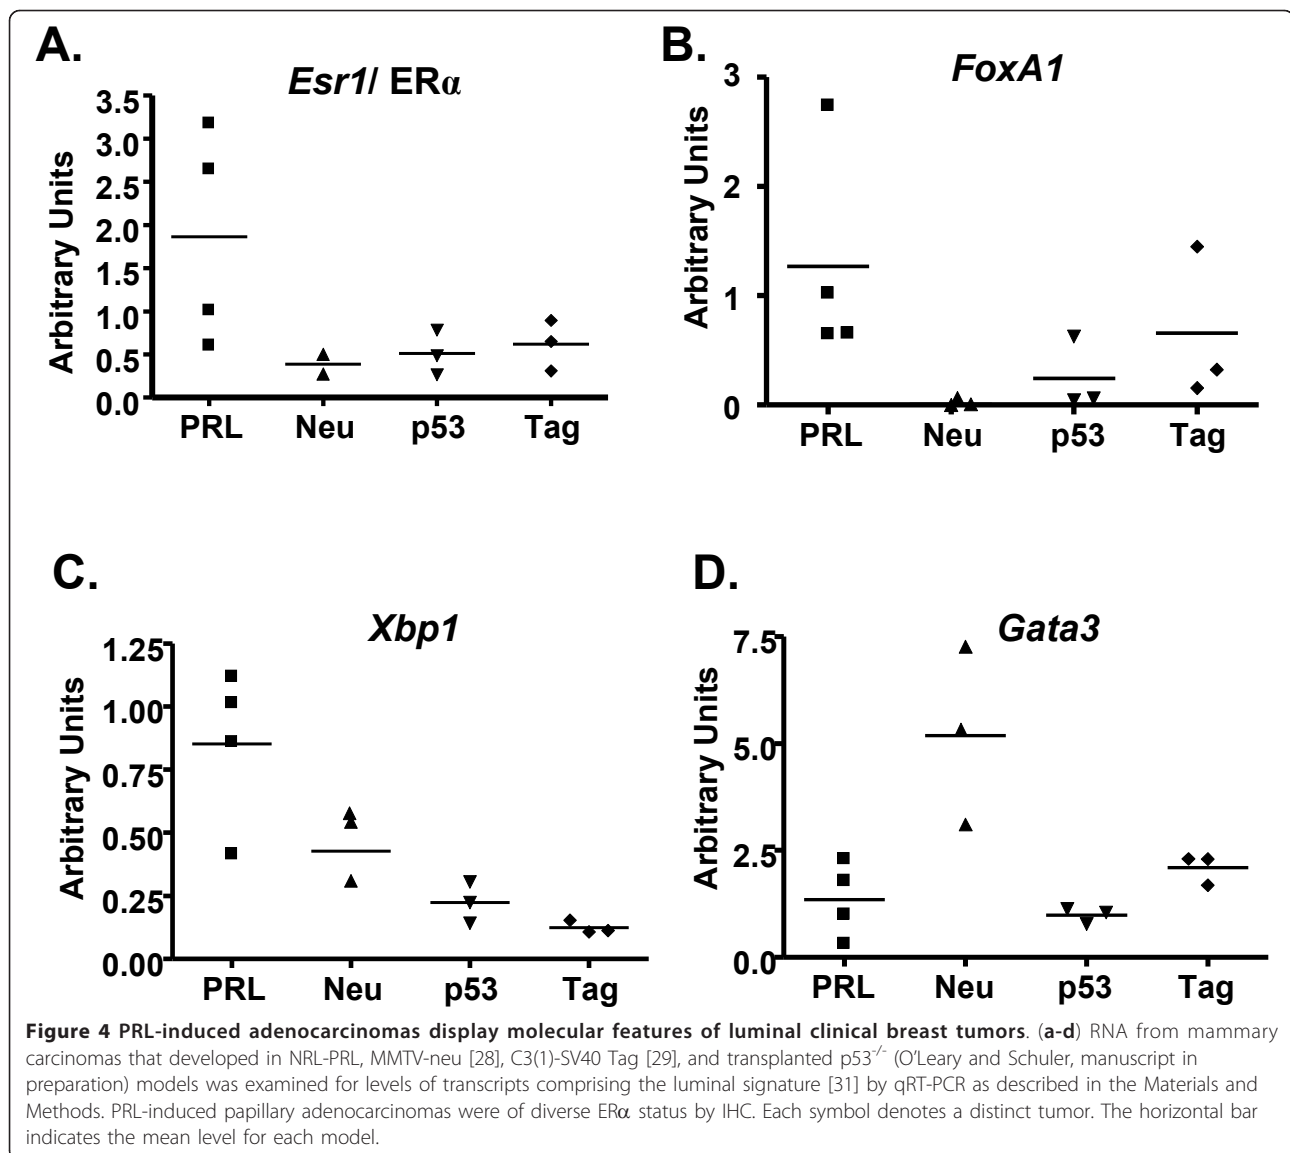 A.
Esr1/ ERα
Arbitrary Units
3.5
3.0
2.5
2.0
1.5
1.0
0.5
0.0
PRL Neu p53 Tag
B.
FoxA1
Arbitrary Units
3
2
1
0
PRL Neu p53 Tag
C.
Xbp1
Arbitrary Units
1.25
1.00
0.75
0.50
0.25
0.00
PRL Neu p53 Tag
D.
Gata3
Arbitrary Units
7.5
5.0
2.5
0.0
PRL Neu p53 Tag
Figure 4 PRL-induced adenocarcinomas display molecular features of luminal clinical breast tumors. (a-d) RNA from mammary
carcinomas that developed in NRL-PRL, MMTV-neu [28], C3(1)-SV40 Tag [29], and transplanted p53-/- (O'Leary and Schuler, manuscript in
preparation) models was examined for levels of transcripts comprising the luminal signature [31] by qRT-PCR as described in the Materials and
Methods. PRL-induced papillary adenocarcinomas were of diverse ERα status by IHC. Each symbol denotes a distinct tumor. The horizontal bar
indicates the mean level for each model.